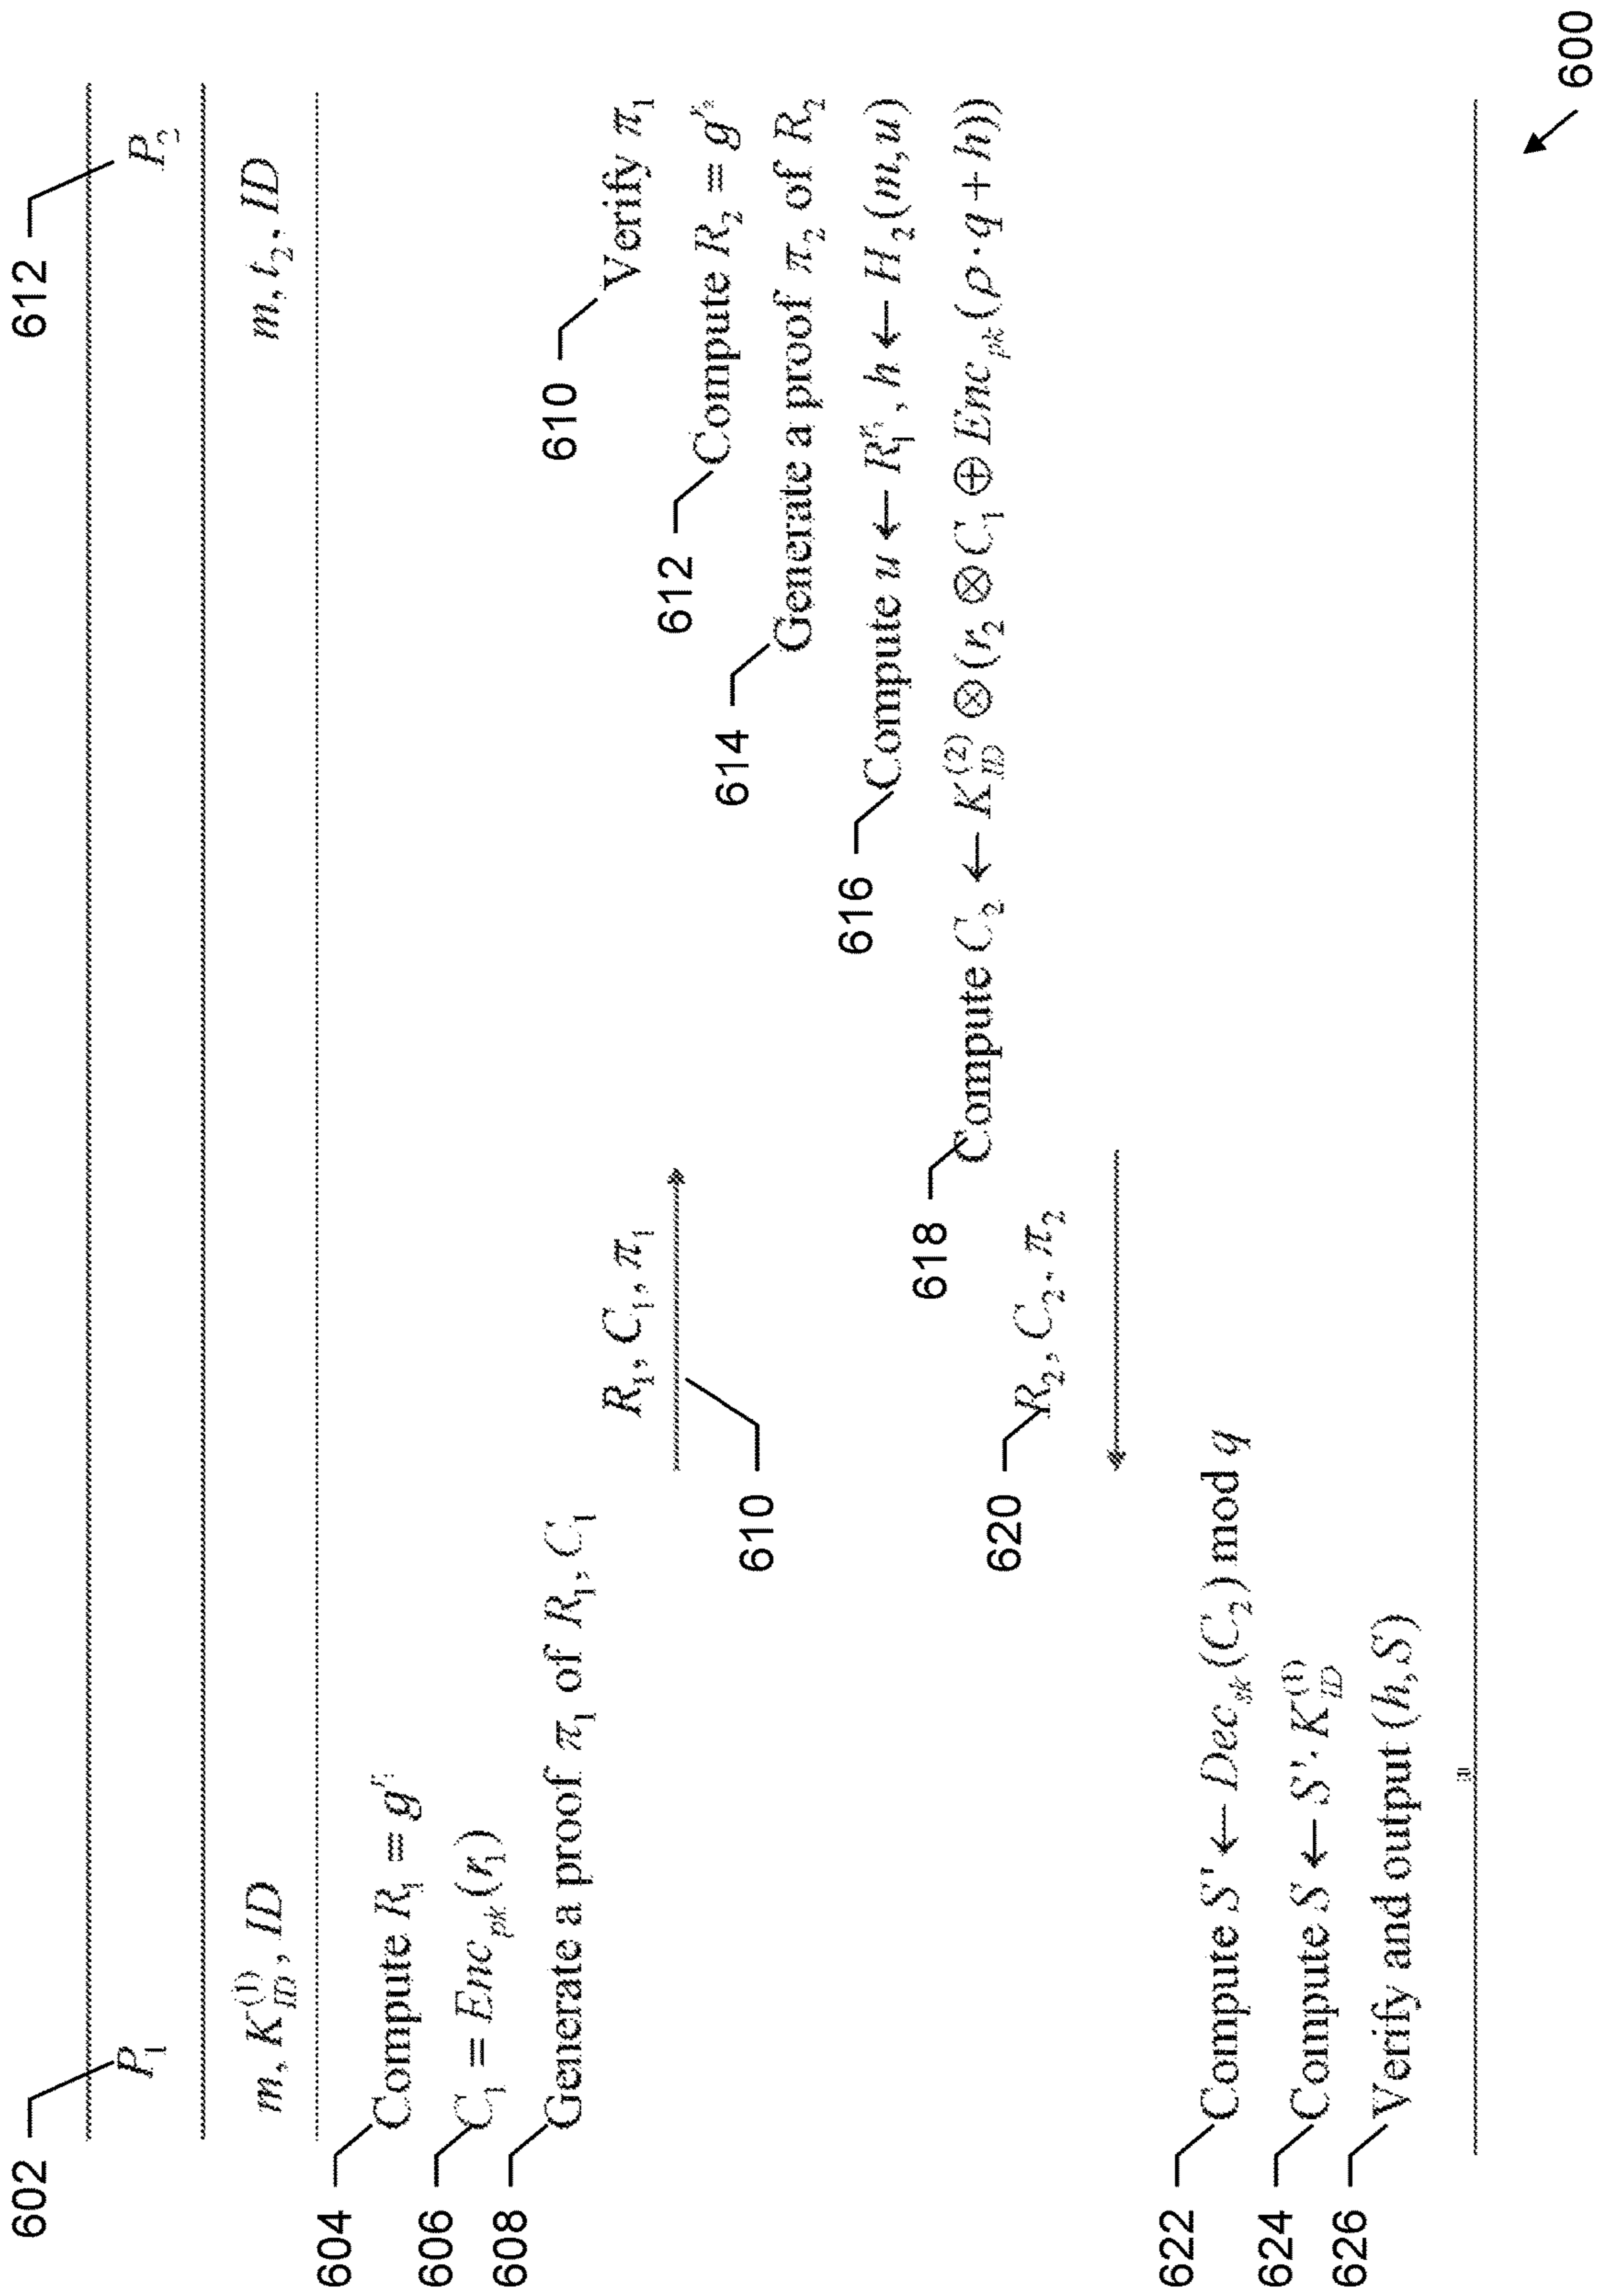 602 612
P₁ P₂
m, K_ID^(1), ID m, t₂, ID
604 Compute R₁ = g^r₁
606 C₁ = Enc_pk(r₁)
608 Generate a proof π₁ of R₁, C₁
R₁, C₁, π₁
610
610 Verify π₁
612 Compute R₂ = g^r₂
614 Generate a proof π₂ of R₂
616 Compute u ← R₁^r₂, h ← H₂(m,u)
618 Compute C₂ ← K_ID^(2) ⊗ (r₂ ⊗ C₁ ⊕ Enc_pk(ρ·q + h))
620 R₂, C₂, π₂
622 Compute S' ← Dec_sk(C₂) mod q
624 Compute S ← S'·K_ID^(1)
626 Verify and output (h, S)
600